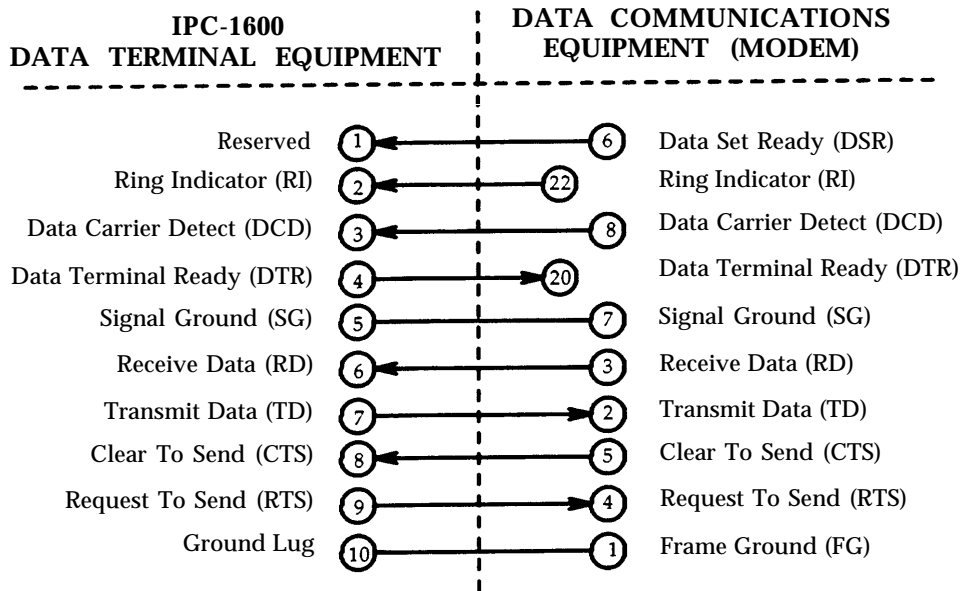 IPC-1600
DATA TERMINAL EQUIPMENT
DATA COMMUNICATIONS
EQUIPMENT (MODEM)
Reserved 1 6 Data Set Ready (DSR)
Ring Indicator (RI) 2 22 Ring Indicator (RI)
Data Carrier Detect (DCD) 3 8 Data Carrier Detect (DCD)
Data Terminal Ready (DTR) 4 20 Data Terminal Ready (DTR)
Signal Ground (SG) 5 7 Signal Ground (SG)
Receive Data (RD) 6 3 Receive Data (RD)
Transmit Data (TD) 7 2 Transmit Data (TD)
Clear To Send (CTS) 8 5 Clear To Send (CTS)
Request To Send (RTS) 9 4 Request To Send (RTS)
Ground Lug 10 1 Frame Ground (FG)